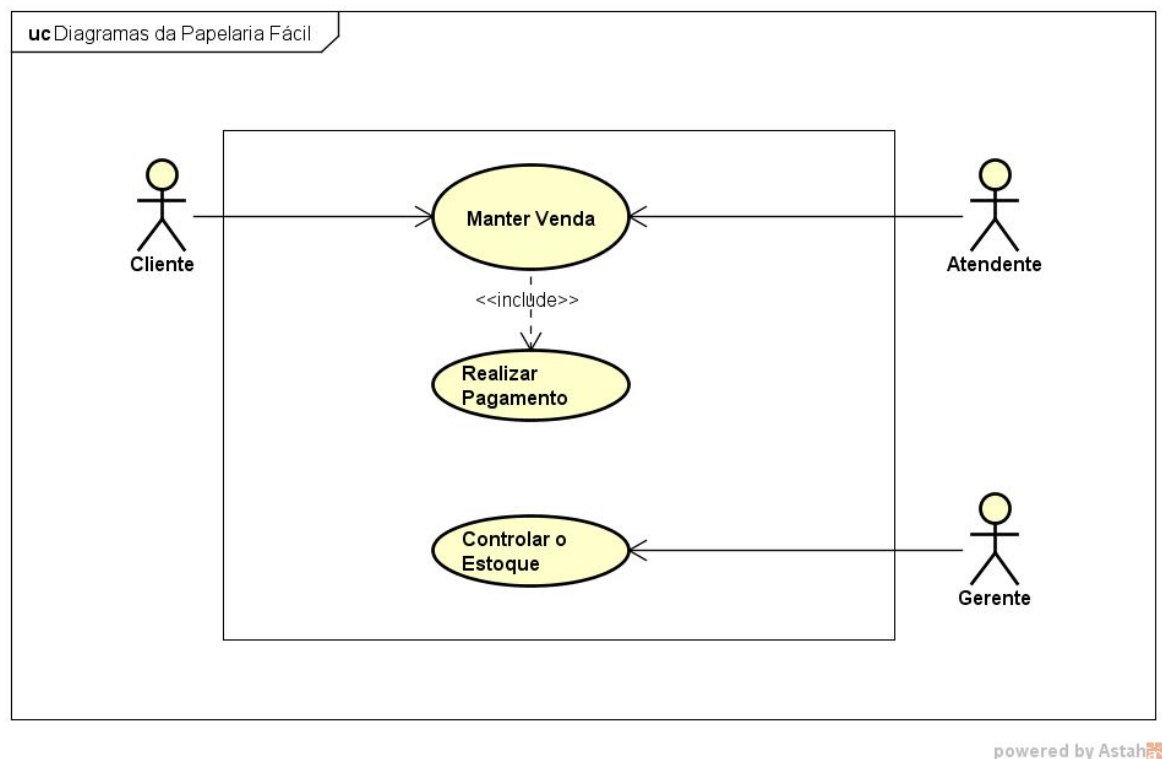 uc Diagramas da Papelaria Fácil
Manter Venda
Cliente
Atendente
<<include>>
Realizar
Pagamento
Controlar o
Estoque
Gerente
powered by Astah